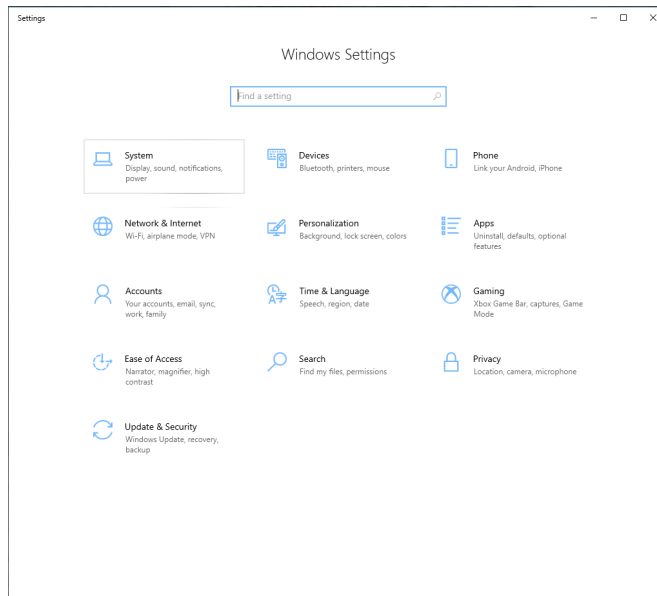 Settings
Windows Settings
Find a setting
System
Display, sound, notifications,
power
Devices
Bluetooth, printers, mouse
Phone
Link your Android, iPhone
Network & Internet
Wi-Fi, airplane mode, VPN
Personalization
Background, lock screen, colors
Apps
Uninstall, defaults, optional
features
Accounts
Your accounts, email, sync,
work, family
Time & Language
Speech, region, date
Gaming
Xbox Game Bar, captures, Game
Mode
Ease of Access
Narrator, magnifier, high
contrast
Search
Find my files, permissions
Privacy
Location, camera, microphone
Update & Security
Windows Update, recovery,
backup